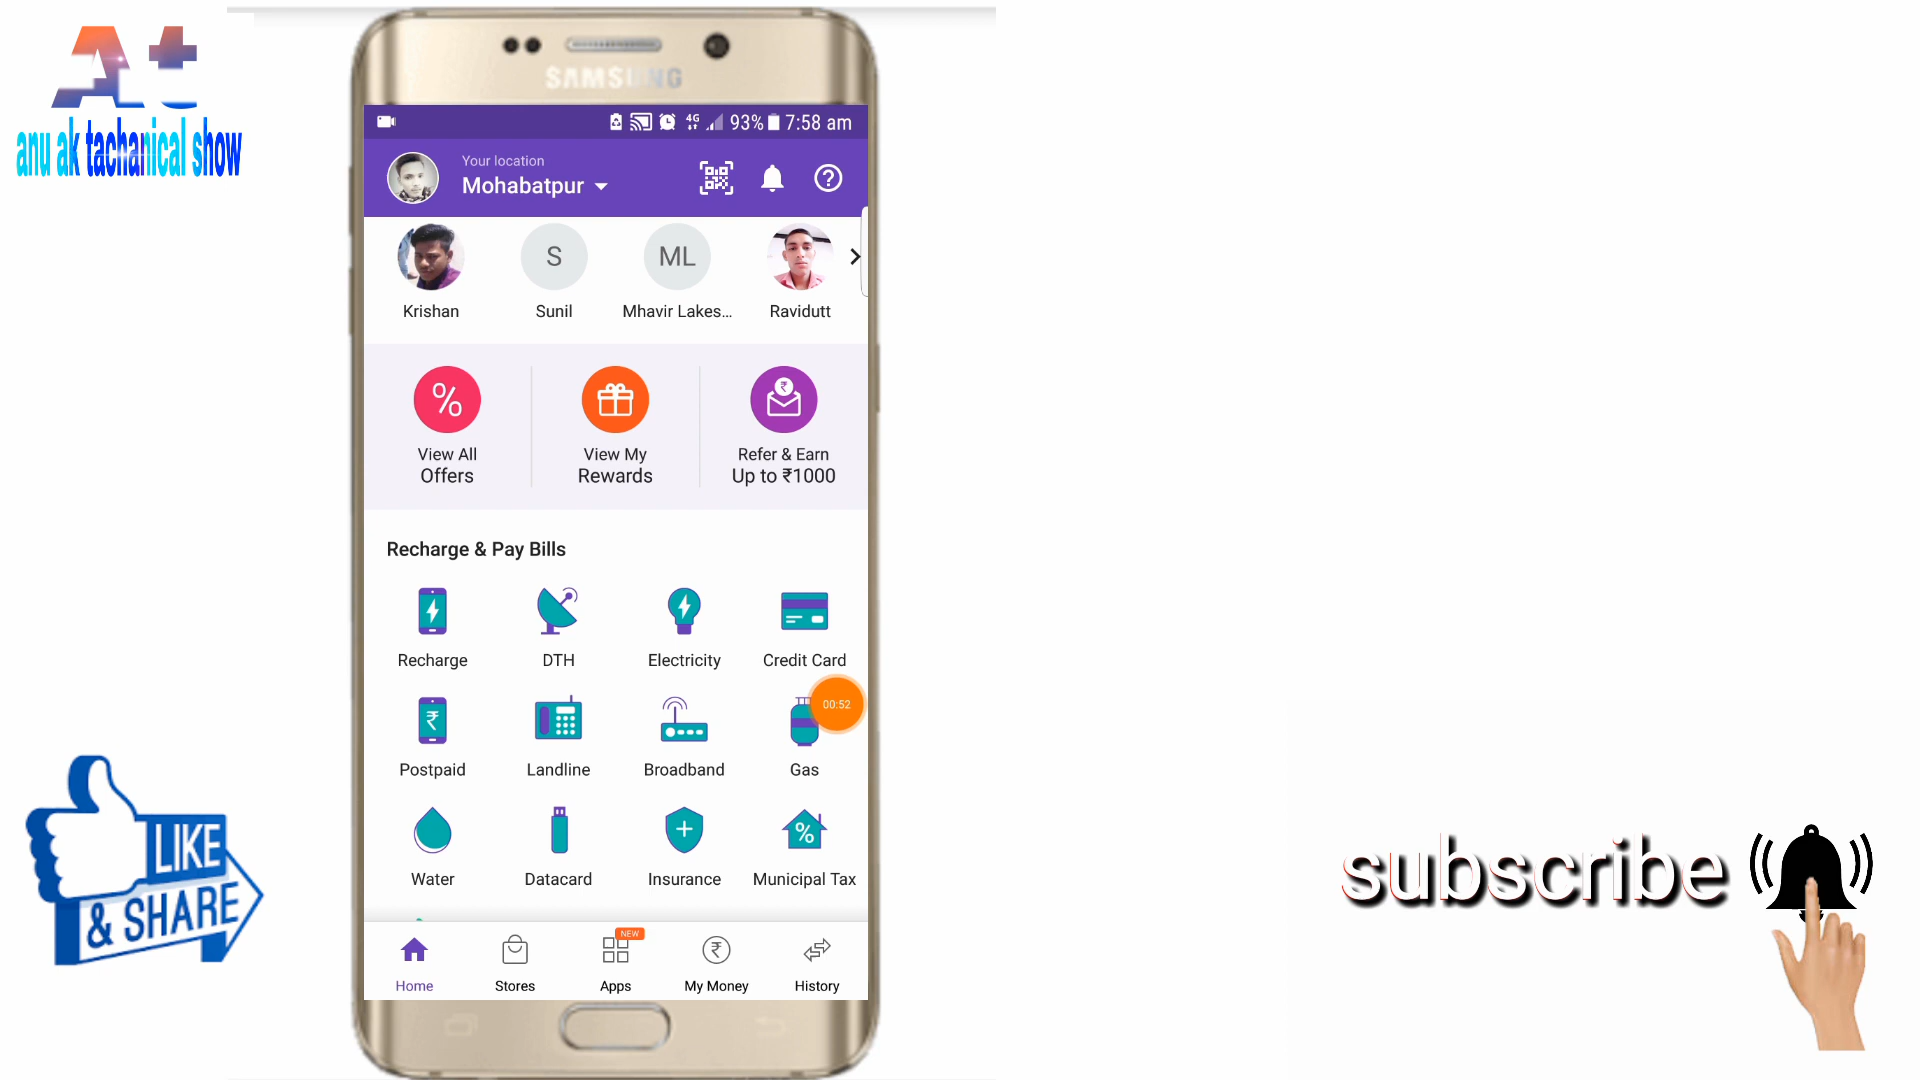 At
anu ak tachanical show
SAMSUNG
4G 93% 7:58 am
Your location
Mohabatpur
S ML
Krishan Sunil Mhavir Lakes... Ravidutt
%
₹
View All Offers
View My Rewards
Refer & Earn Up to ₹1000
Recharge & Pay Bills
Recharge DTH Electricity Credit Card
₹
00:52
Postpaid Landline Broadband Gas
%
Water Datacard Insurance Municipal Tax
NEW
₹
Home Stores Apps My Money History
LIKE
& SHARE
subscribe